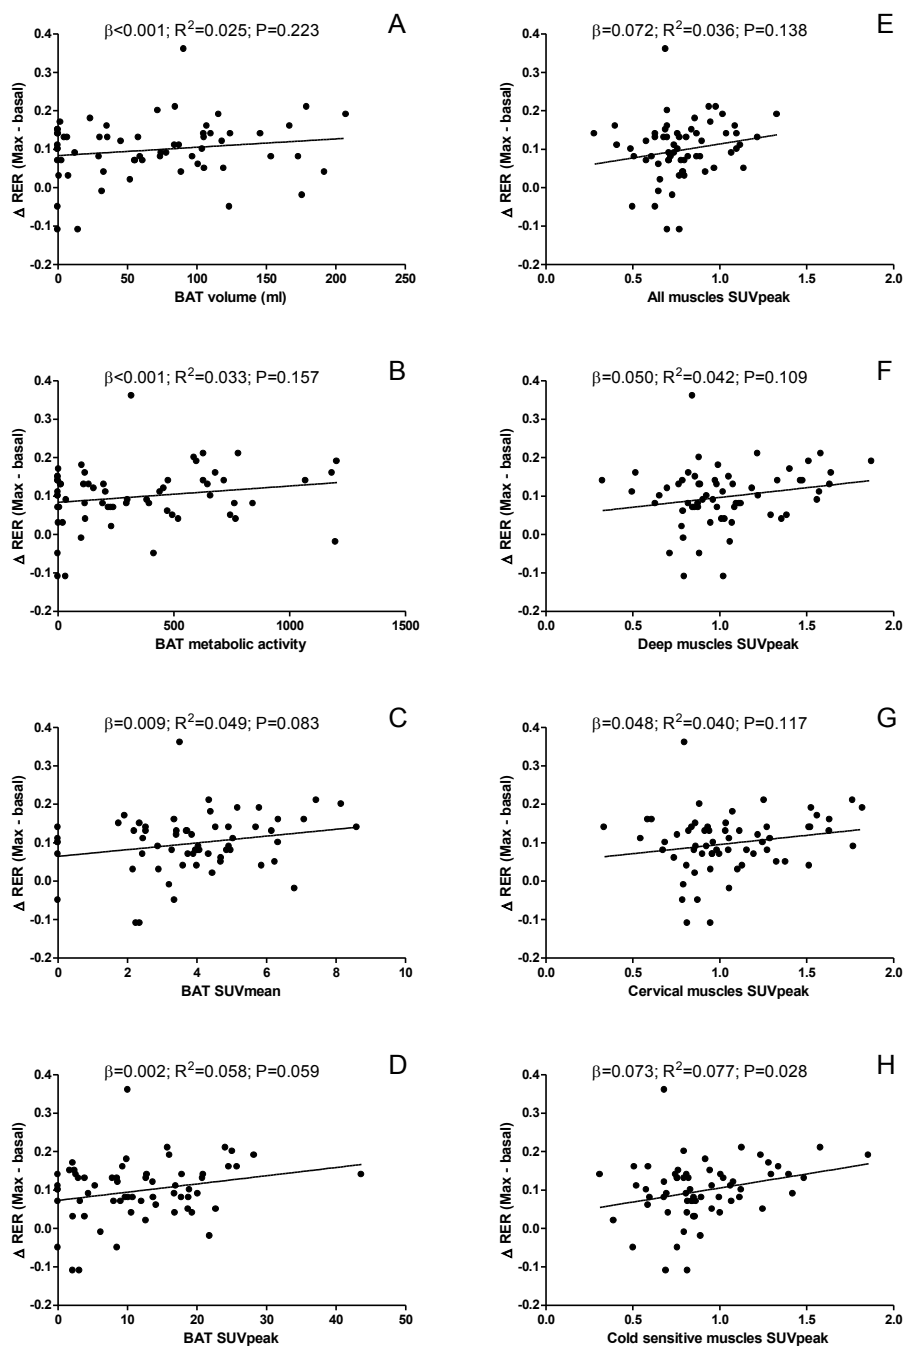 β<0.001; R²=0.025; P=0.223
A
0.4
0.3
0.2
0.1
0.0
-0.1
-0.2
Δ RER (Max - basal)
0 50 100 150 200 250
BAT volume (ml)
β=0.072; R²=0.036; P=0.138
E
0.4
0.3
0.2
0.1
0.0
-0.1
-0.2
Δ RER (Max - basal)
0.0 0.5 1.0 1.5 2.0
All muscles SUVpeak
β<0.001; R²=0.033; P=0.157
B
0.4
0.3
0.2
0.1
0.0
-0.1
-0.2
Δ RER (Max - basal)
0 500 1000 1500
BAT metabolic activity
β=0.050; R²=0.042; P=0.109
F
0.4
0.3
0.2
0.1
0.0
-0.1
-0.2
Δ RER (Max - basal)
0.0 0.5 1.0 1.5 2.0
Deep muscles SUVpeak
β=0.009; R²=0.049; P=0.083
C
0.4
0.3
0.2
0.1
0.0
-0.1
-0.2
Δ RER (Max - basal)
0 2 4 6 8 10
BAT SUVmean
β=0.048; R²=0.040; P=0.117
G
0.4
0.3
0.2
0.1
0.0
-0.1
-0.2
Δ RER (Max - basal)
0.0 0.5 1.0 1.5 2.0
Cervical muscles SUVpeak
β=0.002; R²=0.058; P=0.059
D
0.4
0.3
0.2
0.1
0.0
-0.1
-0.2
Δ RER (Max - basal)
0 10 20 30 40 50
BAT SUVpeak
β=0.073; R²=0.077; P=0.028
H
0.4
0.3
0.2
0.1
0.0
-0.1
-0.2
Δ RER (Max - basal)
0.0 0.5 1.0 1.5 2.0
Cold sensitive muscles SUVpeak